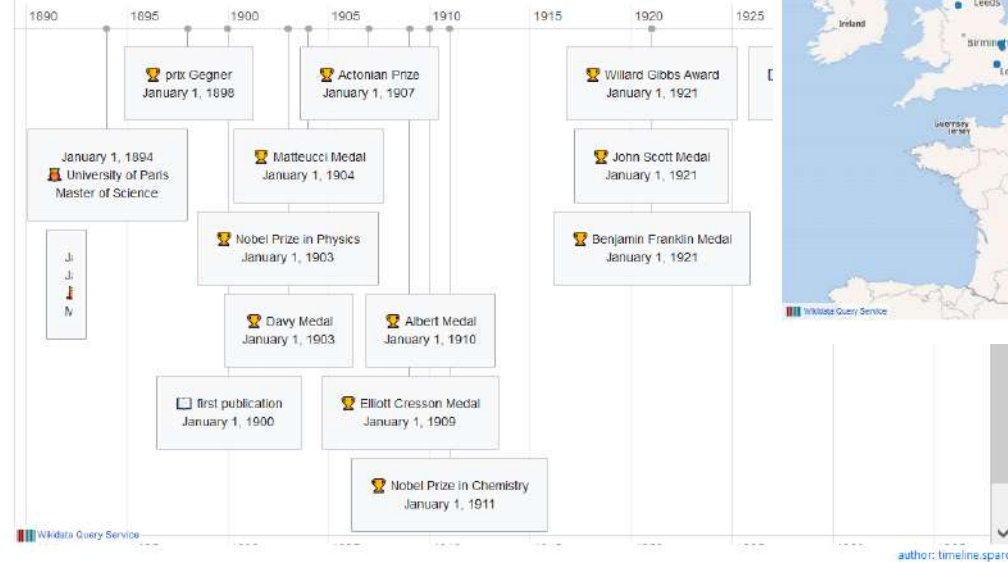 1890 1895 1900 1905 1910 1915 1920 1925
prix Gegner
January 1, 1898
Actonian Prize
January 1, 1907
Willard Gibbs Award
January 1, 1921
January 1, 1894
University of Paris
Master of Science
Matteucci Medal
January 1, 1904
John Scott Medal
January 1, 1921
Nobel Prize in Physics
January 1, 1903
Benjamin Franklin Medal
January 1, 1921
Davy Medal
January 1, 1903
Albert Medal
January 1, 1910
first publication
January 1, 1900
Elliott Cresson Medal
January 1, 1909
Nobel Prize in Chemistry
January 1, 1911
Wikidata Query Service
Leeds
Ireland
Birming
Guernsey
Jersey
Wikidata Query Service
author: timeline.sparq